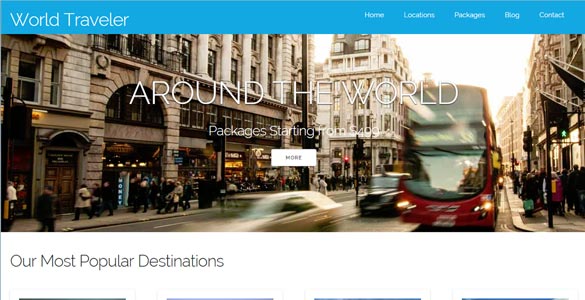 World Traveler
Home Locations Packages Blog Contact
AROUND THE WORLD
Packages Starting from $499
MORE
Our Most Popular Destinations